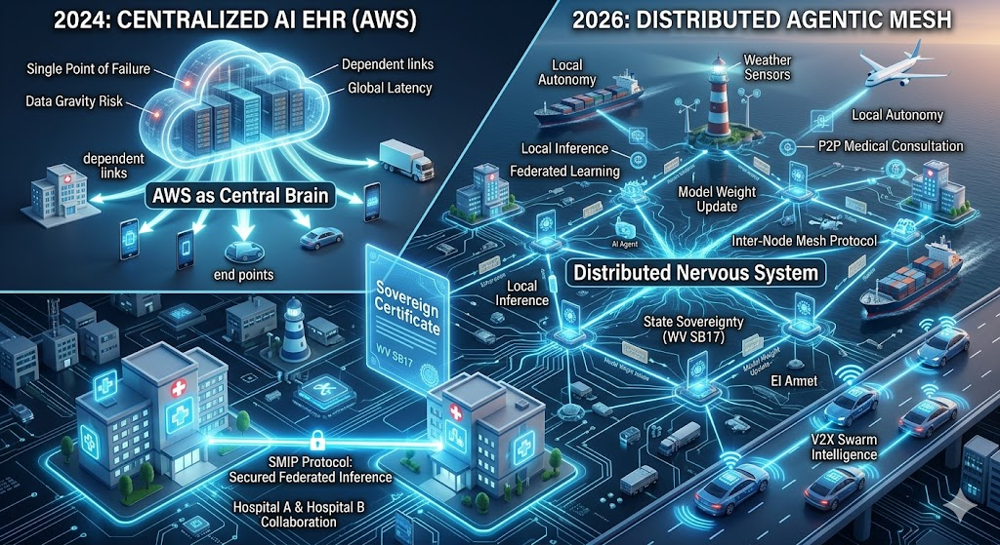 2024: CENTRALIZED AI EHR (AWS)
Single Point of Failure
Data Gravity Risk
Dependent links
Global Latency
dependent
links
AWS as Central Brain
end points
2026: DISTRIBUTED AGENTIC MESH
Local
Autonomy
Weather
Sensors
Local Autonomy
Local Inference
Federated Learning
P2P Medical Consultation
Model Weight
Update
AI Agent
Inter-Node Mesh Protocol
Distributed Nervous System
Local
Inference
State Sovereignty
(WV SB17)
EI Amet
V2X Swarm
Intelligence
Sovereign
Certificate
WV SB17
SMIP Protocol:
Secured Federated Inference
Hospital A & Hospital B
Collaboration